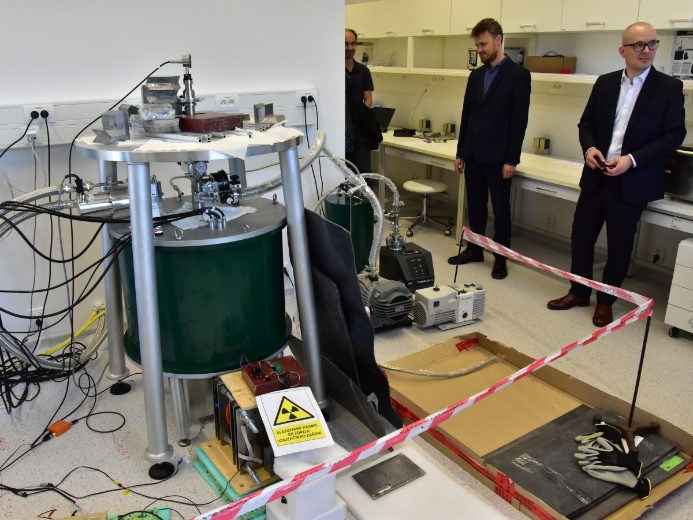 SLEDOVANÉ PÁSMO
SE ZDROJI
IONIZUJÍCÍHO ZÁŘENÍ